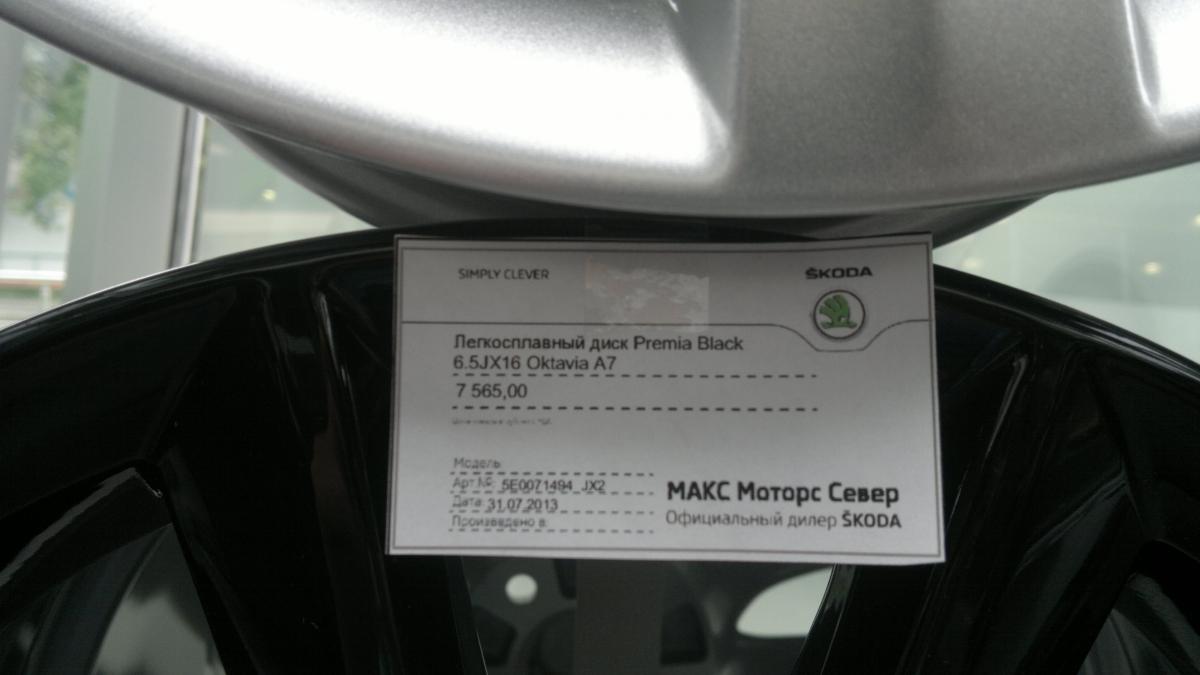 SIMPLY CLEVER
ŠKODA
Легкосплавный диск Premia Black
6.5JX16 Oktavia A7
7 565,00
Модель
Арт.№: 5E0071494 JX2
Дата: 31.07.2013
Произведено в:
МАКС Моторс Север
Официальный дилер ŠKODA